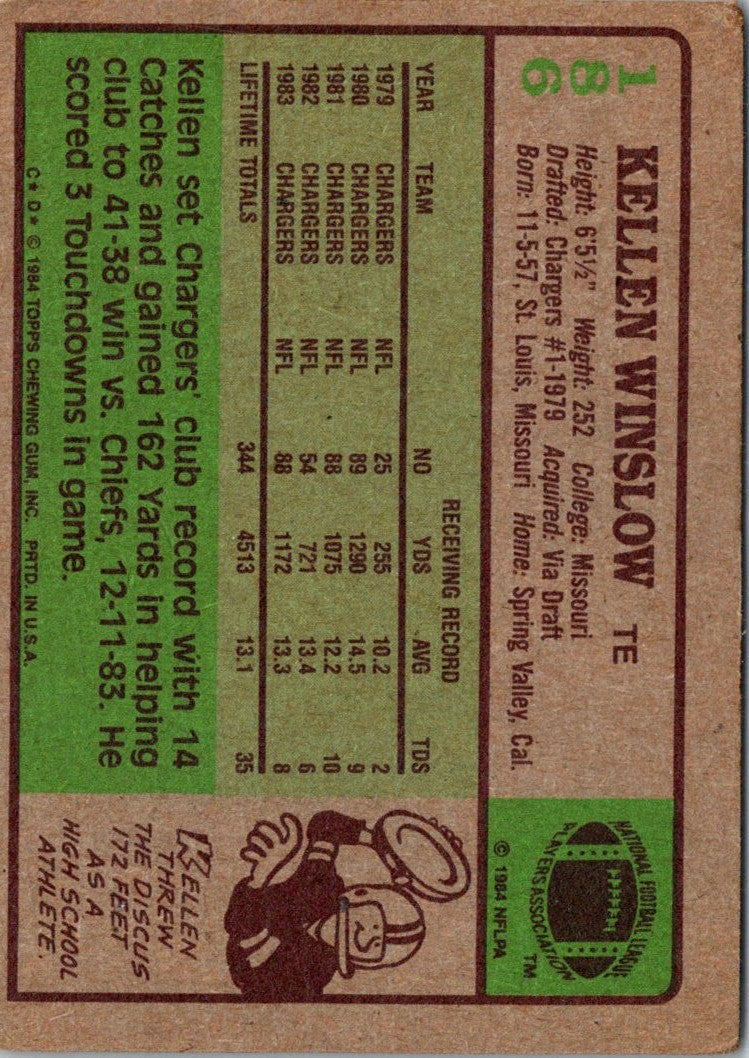 186
KELLEN WINSLOW TE
Height: 6'5½" Weight: 252 College: Missouri
Drafted: Chargers #1-1979 Acquired: Via Draft
Born: 11-5-57, St. Louis, Missouri Home: Spring Valley, Cal.
NATIONAL FOOTBALL LEAGUE
PLAYERS ASSOCIATION
TM
© 1984 NFLPA
RECEIVING RECORD
YEAR TEAM NO YDS AVG TDS
1979 CHARGERS NFL 25 255 10.2 2
1980 CHARGERS NFL 89 1290 14.5 9
1981 CHARGERS NFL 88 1075 12.2 10
1982 CHARGERS NFL 54 721 13.4 6
1983 CHARGERS NFL 88 1172 13.3 8
LIFETIME TOTALS 344 4513 13.1 35
Kellen set Chargers' club record with 14
Catches and gained 162 Yards in helping
club to 41-38 win vs. Chiefs, 12-11-83. He
scored 3 Touchdowns in game.
C* D* © 1984 TOPPS CHEWING GUM, INC. PRTD. IN U.S.A.
KELLEN
THREW
THE DISCUS
172 FEET
AS A
HIGH SCHOOL
ATHLETE.